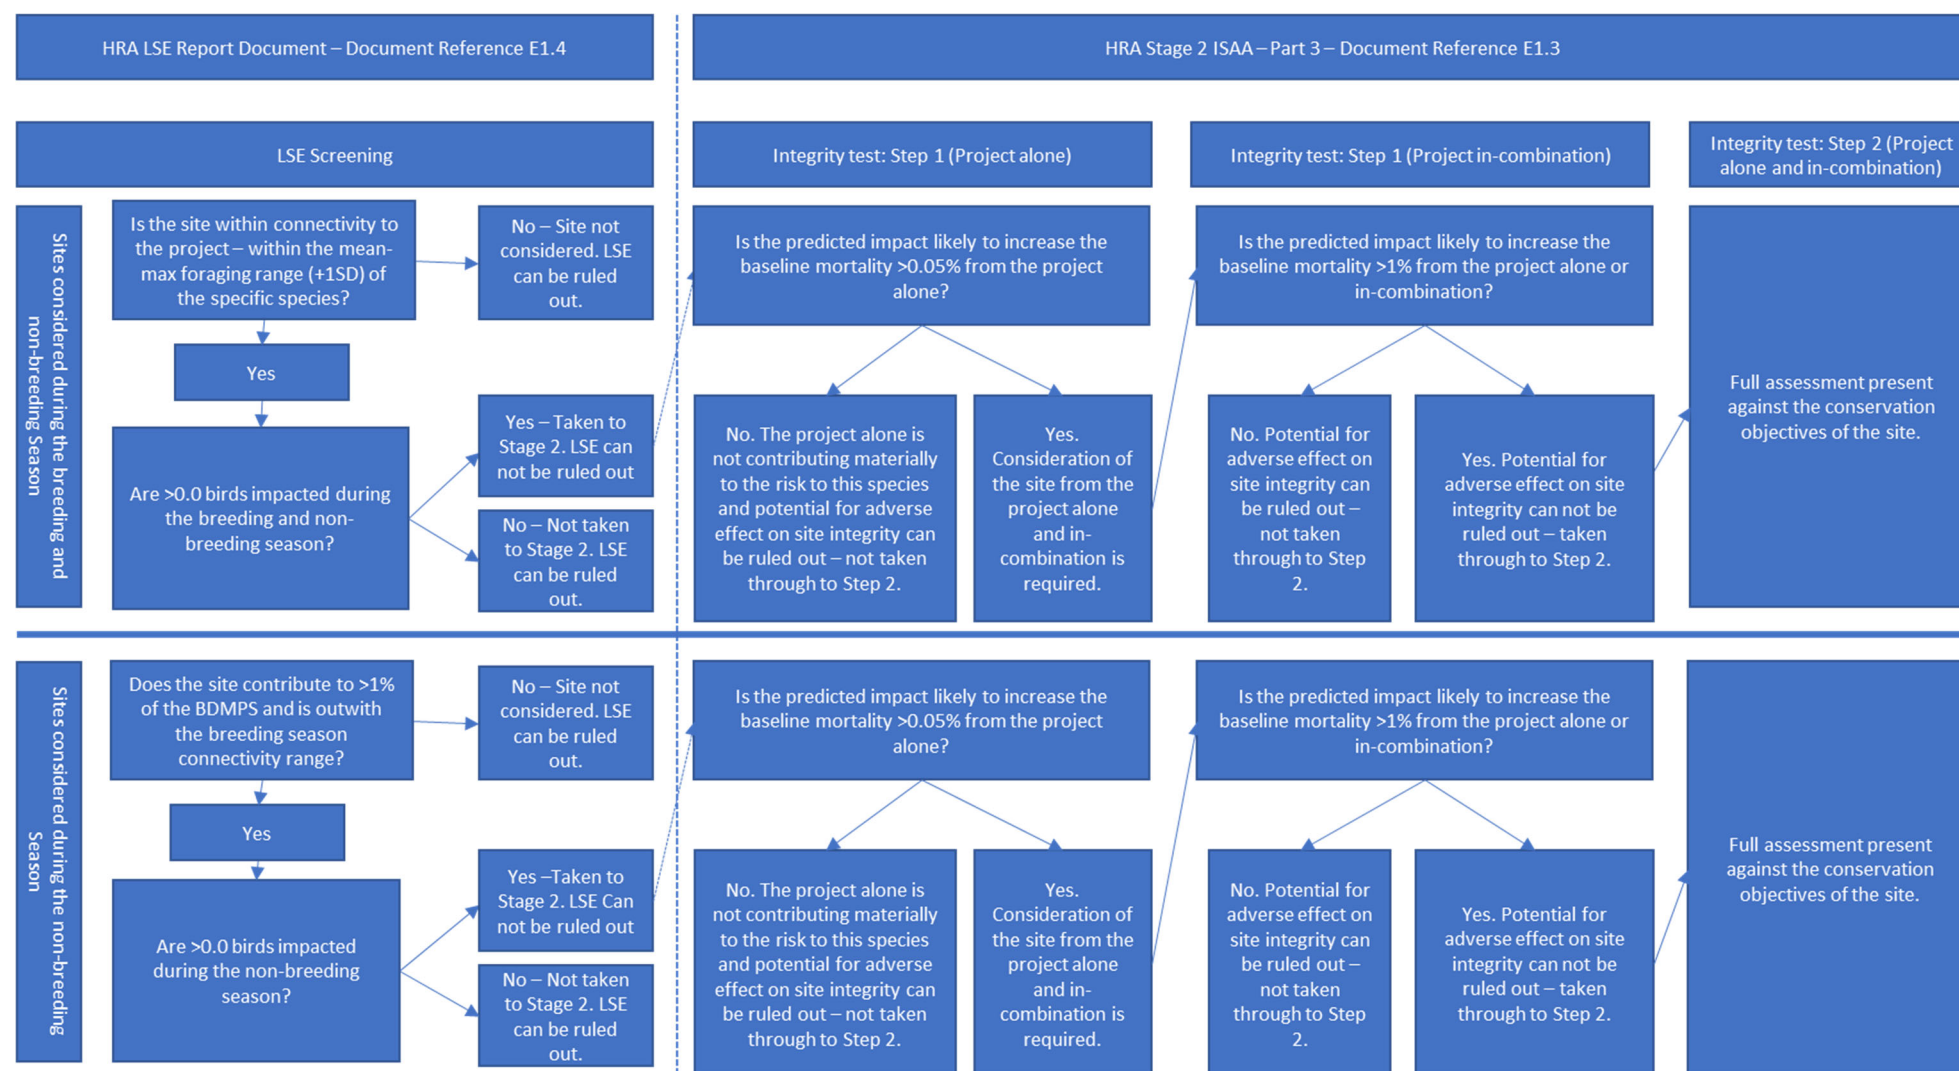 HRA LSE Report Document – Document Reference E1.4
HRA Stage 2 ISAA – Part 3 – Document Reference E1.3
LSE Screening
Integrity test: Step 1 (Project alone)
Integrity test: Step 1 (Project in-combination)
Integrity test: Step 2 (Project
alone and in-combination)
Sites considered during the breeding and
non-breeding Season
Is the site within connectivity to
the project – within the mean-
max foraging range (+1SD) of
the specific species?
No – Site not
considered. LSE
can be ruled
out.
Yes
Are >0.0 birds impacted during
the breeding and non-
breeding season?
Yes – Taken to
Stage 2. LSE can
not be ruled out
No – Not taken
to Stage 2. LSE
can be ruled
out.
Is the predicted impact likely to increase the
baseline mortality >0.05% from the project
alone?
No. The project alone is
not contributing materially
to the risk to this species
and potential for adverse
effect on site integrity can
be ruled out – not taken
through to Step 2.
Yes.
Consideration of
the site from the
project alone
and in-
combination is
required.
Is the predicted impact likely to increase the
baseline mortality >1% from the project alone or
in-combination?
No. Potential for
adverse effect on
site integrity can
be ruled out –
not taken
through to Step
2.
Yes. Potential for
adverse effect on site
integrity can not be
ruled out – taken
through to Step 2.
Full assessment present
against the conservation
objectives of the site.
Sites considered during the non-breeding
Season
Does the site contribute to >1%
of the BDMPS and is outwith
the breeding season
connectivity range?
No – Site not
considered. LSE
can be ruled
out.
Yes
Are >0.0 birds impacted
during the non-breeding
season?
Yes –Taken to
Stage 2. LSE Can
not be ruled out
No – Not taken
to Stage 2. LSE
can be ruled
out.
Is the predicted impact likely to increase the
baseline mortality >0.05% from the project
alone?
No. The project alone is
not contributing materially
to the risk to this species
and potential for adverse
effect on site integrity can
be ruled out – not taken
through to Step 2.
Yes.
Consideration of
the site from the
project alone
and in-
combination is
required.
Is the predicted impact likely to increase the
baseline mortality >1% from the project alone or
in-combination?
No. Potential for
adverse effect on
site integrity can
be ruled out –
not taken
through to Step
2.
Yes. Potential for
adverse effect on site
integrity can not be
ruled out – taken
through to Step 2.
Full assessment present
against the conservation
objectives of the site.